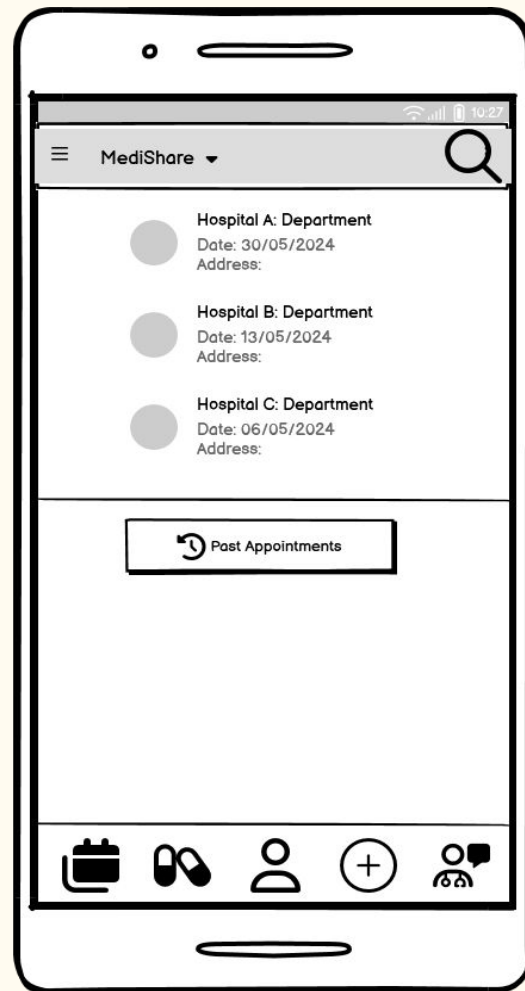 10:27
MediShare
Hospital A: Department
Date: 30/05/2024
Address:
Hospital B: Department
Date: 13/05/2024
Address:
Hospital C: Department
Date: 06/05/2024
Address:
Past Appointments